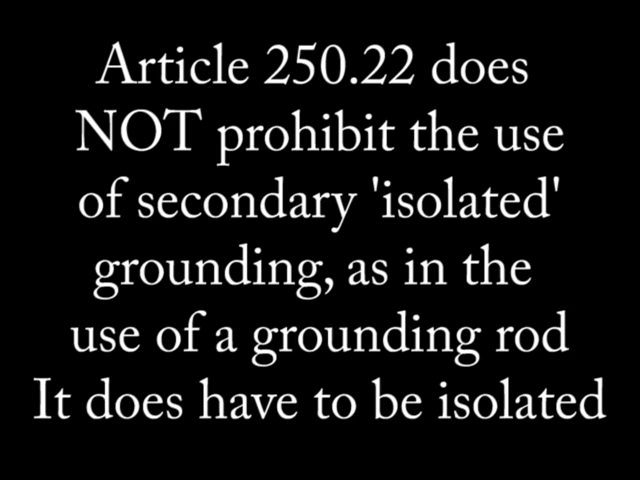 Article 250.22 does
NOT prohibit the use
of secondary 'isolated'
grounding, as in the
use of a grounding rod
It does have to be isolated